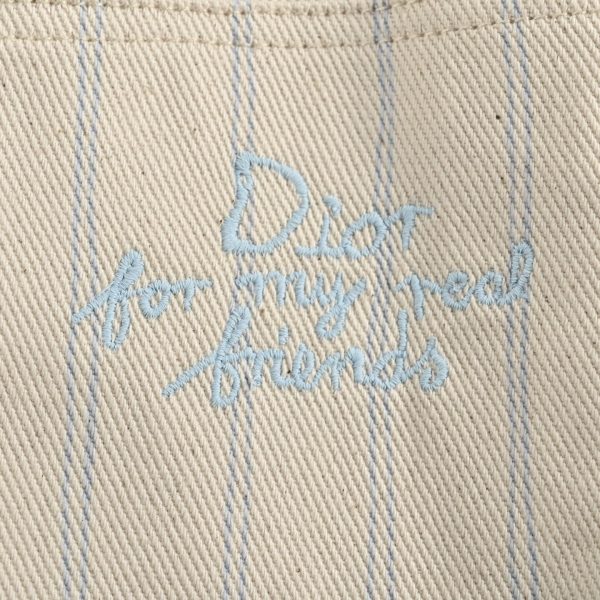 Dior
for my real
friends